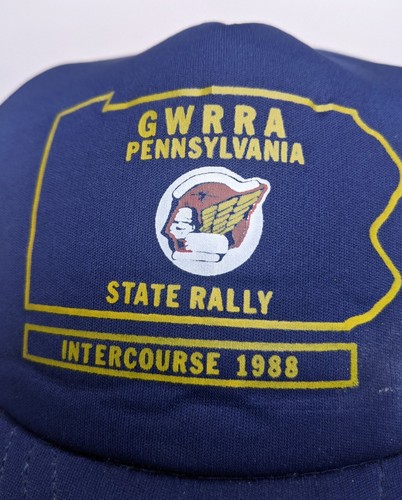 GWRRA
PENNSYLVANIA
STATE RALLY
INTERCOURSE 1988